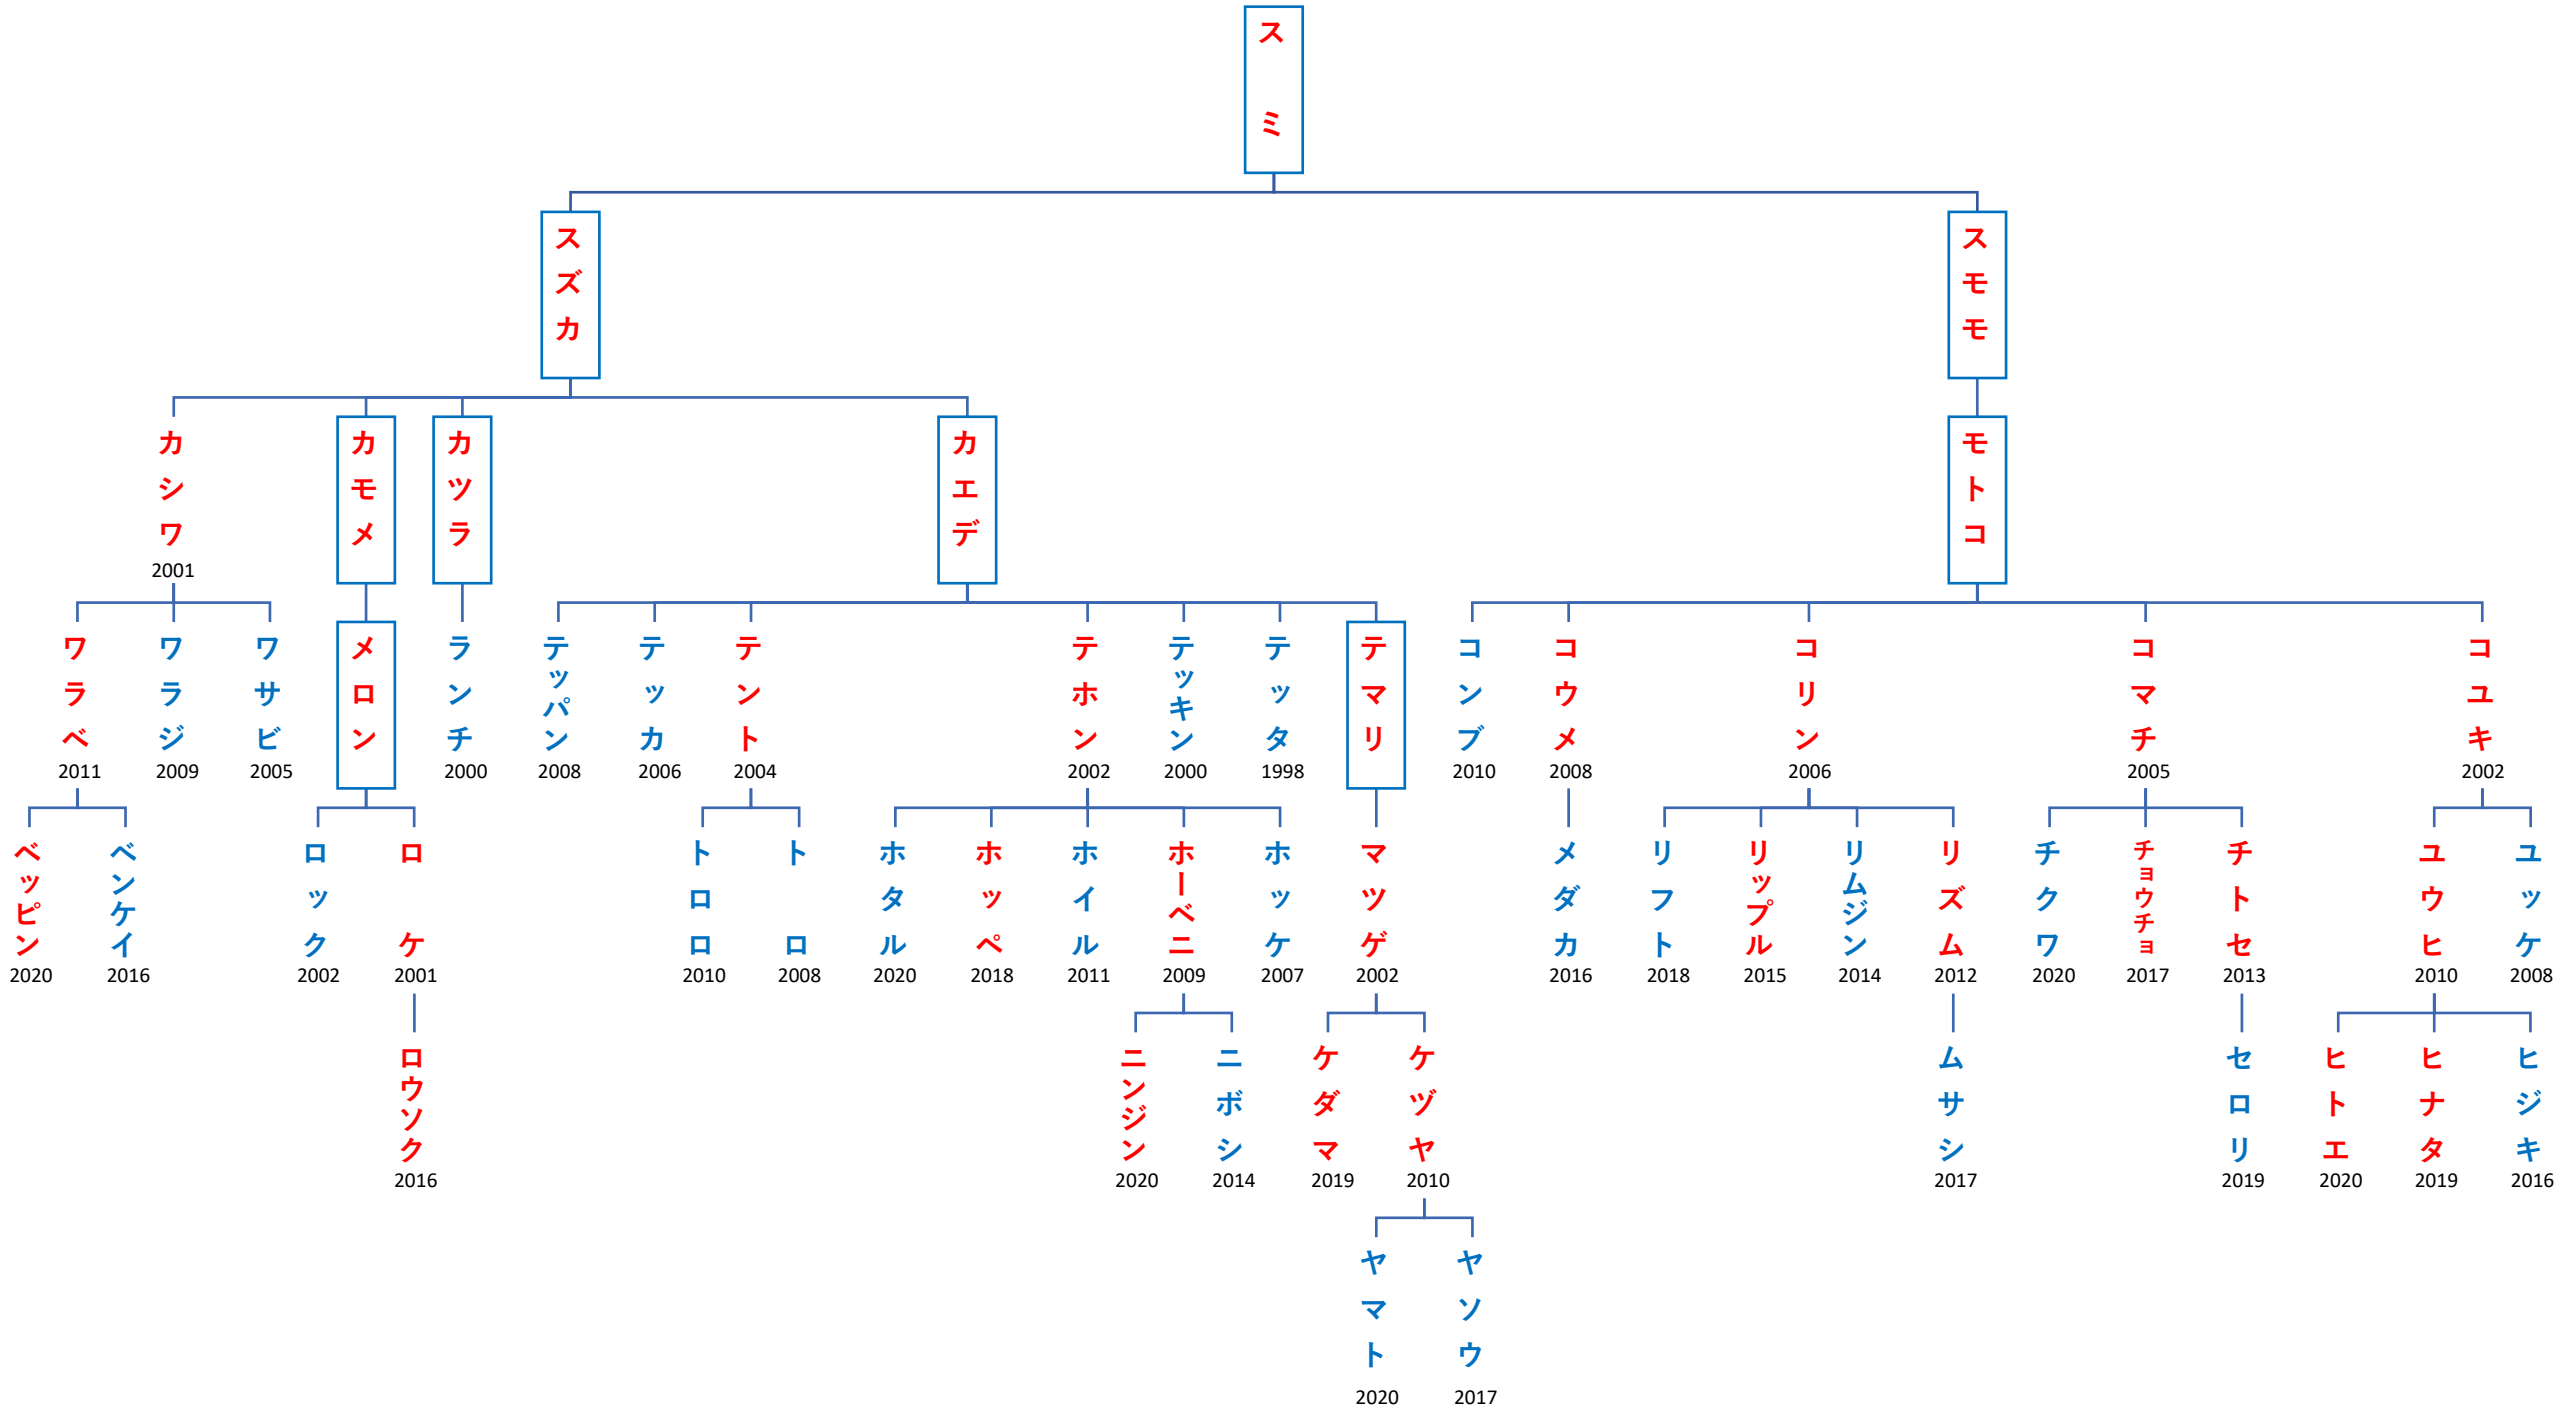 スミ
スズカ
スモモ
カシワ
2001
カモメ
カツラ
カエデ
モトコ
ワラベ
2011
ワラジ
2009
ワサビ
2005
メロン
ランチ
2000
テッパン
2008
テッカ
2006
テント
2004
テホン
2002
テッキン
2000
テッタ
1998
テマリ
コンブ
2010
コウメ
2008
コリン
2006
コマチ
2005
コユキ
2002
ベッピン
2020
ベンケイ
2016
ロック
2002
ロケ
2001
トロロ
2010
トロ
2008
ホタル
2020
ホッペ
2018
ホイル
2011
ホーベニ
2009
ホッケ
2007
マツゲ
2002
メダカ
2016
リフト
2018
リップル
2015
リムジン
2014
リズム
2012
チクワ
2020
チョウチョ
2017
チトセ
2013
ユウヒ
2010
ユッケ
2008
ロウソク
2016
ニンジン
2020
ニボシ
2014
ケダマ
2019
ケヅヤ
2010
ムサシ
2017
セロリ
2019
ヒトエ
2020
ヒナタ
2019
ヒジキ
2016
ヤマト
2020
ヤソウ
2017